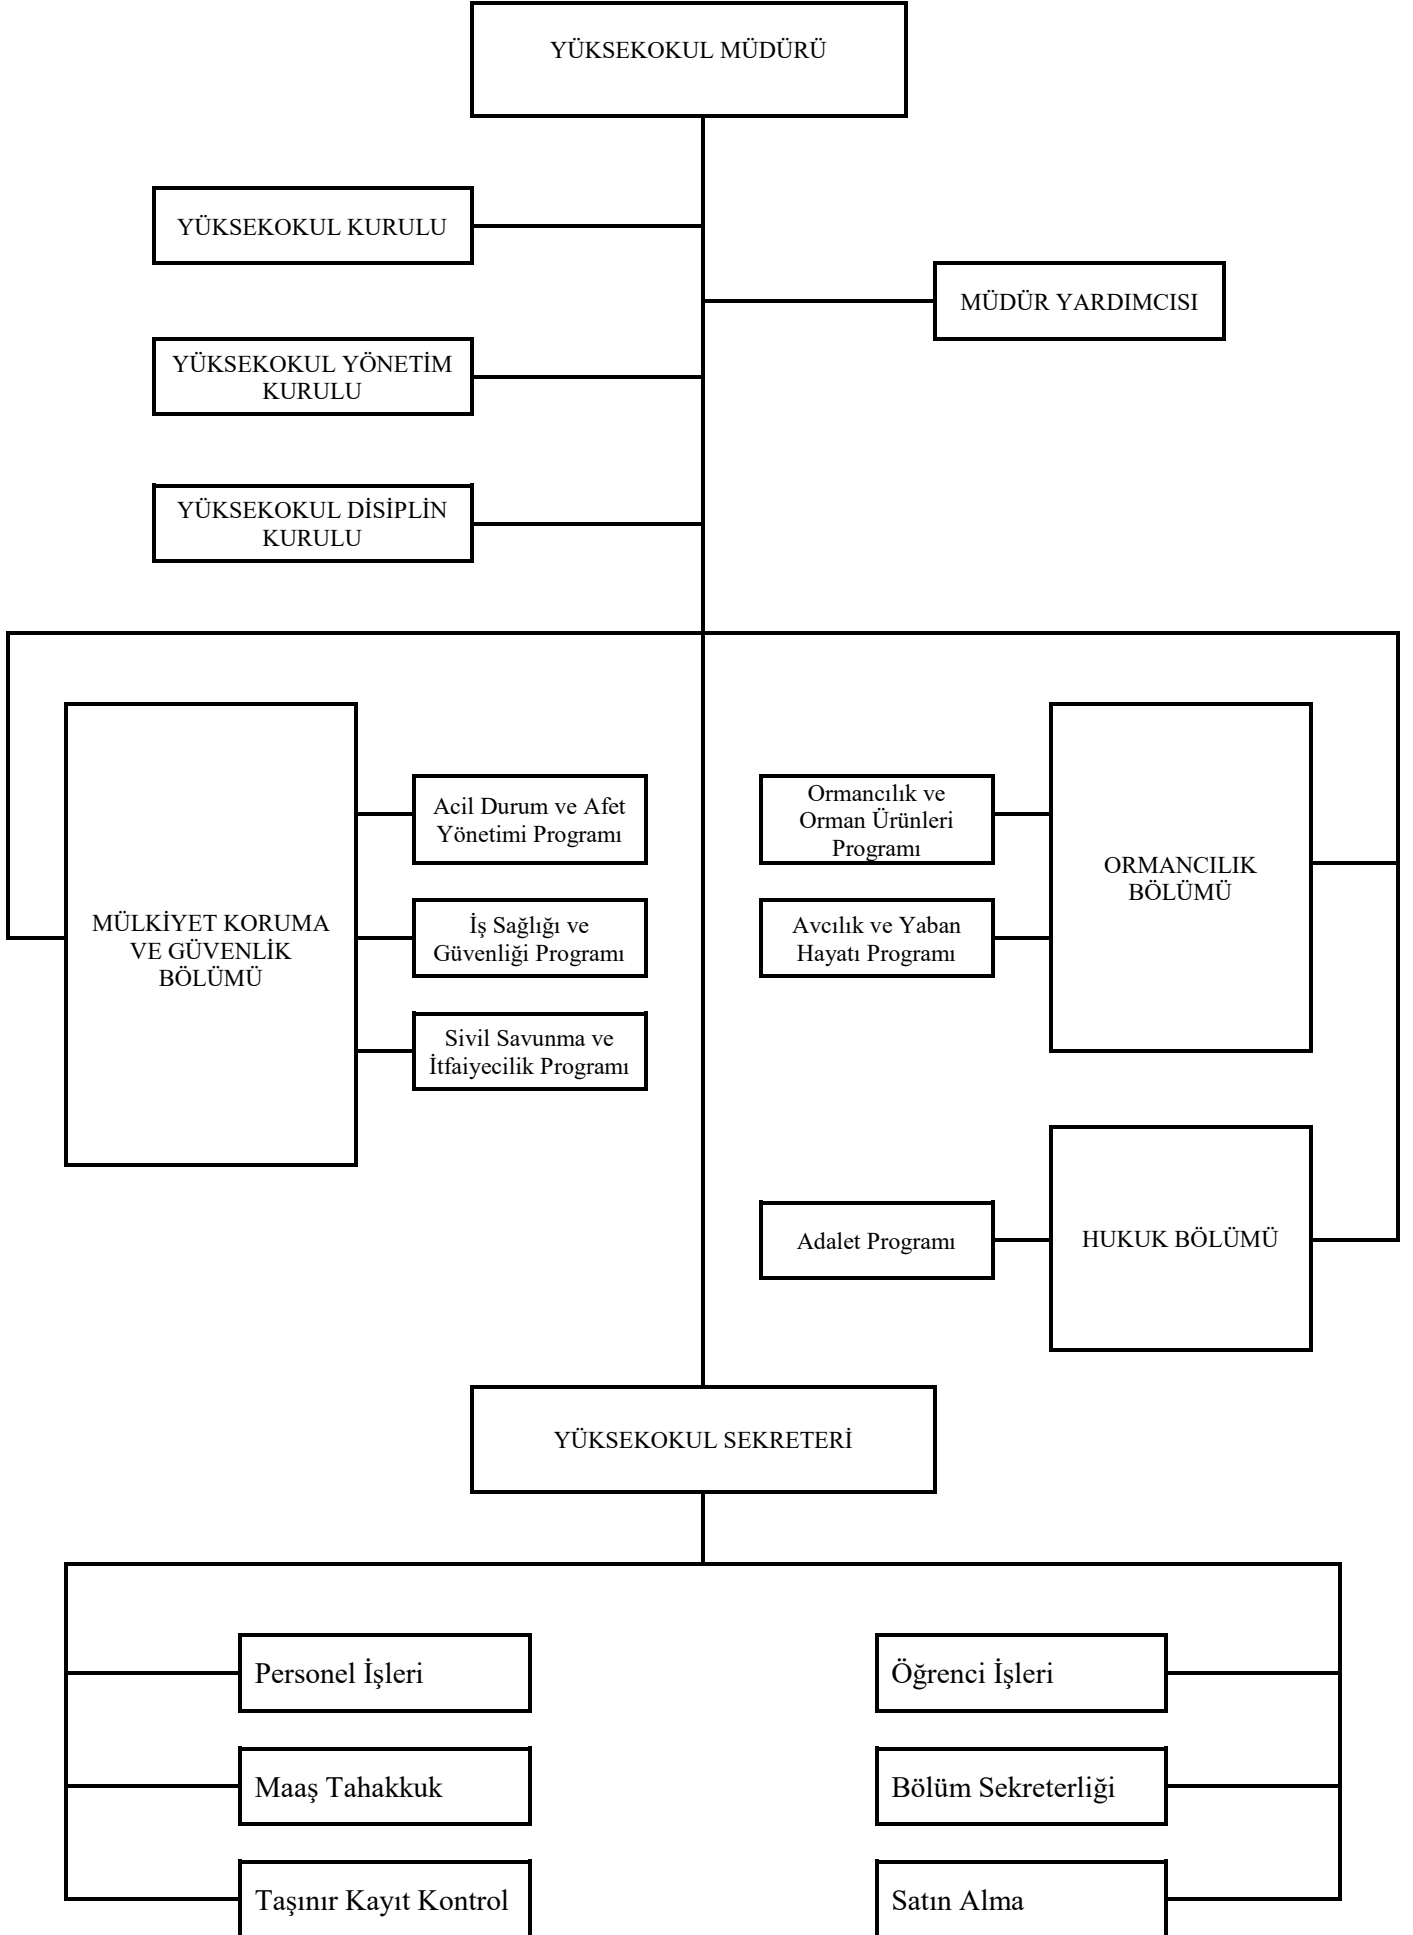 YÜKSEKOKUL MÜDÜRÜ
YÜKSEKOKUL KURULU
MÜDÜR YARDIMCISI
YÜKSEKOKUL YÖNETİM
KURULU
YÜKSEKOKUL DİSİPLİN
KURULU
MÜLKİYET KORUMA
VE GÜVENLİK
BÖLÜMÜ
Acil Durum ve Afet
Yönetimi Programı
İş Sağlığı ve
Güvenliği Programı
Sivil Savunma ve
İtfaiyecilik Programı
Ormancılık ve
Orman Ürünleri
Programı
Avcılık ve Yaban
Hayatı Programı
ORMANCILIK
BÖLÜMÜ
Adalet Programı
HUKUK BÖLÜMÜ
YÜKSEKOKUL SEKRETERİ
Personel İşleri
Öğrenci İşleri
Maaş Tahakkuk
Bölüm Sekreterliği
Taşınır Kayıt Kontrol
Satın Alma